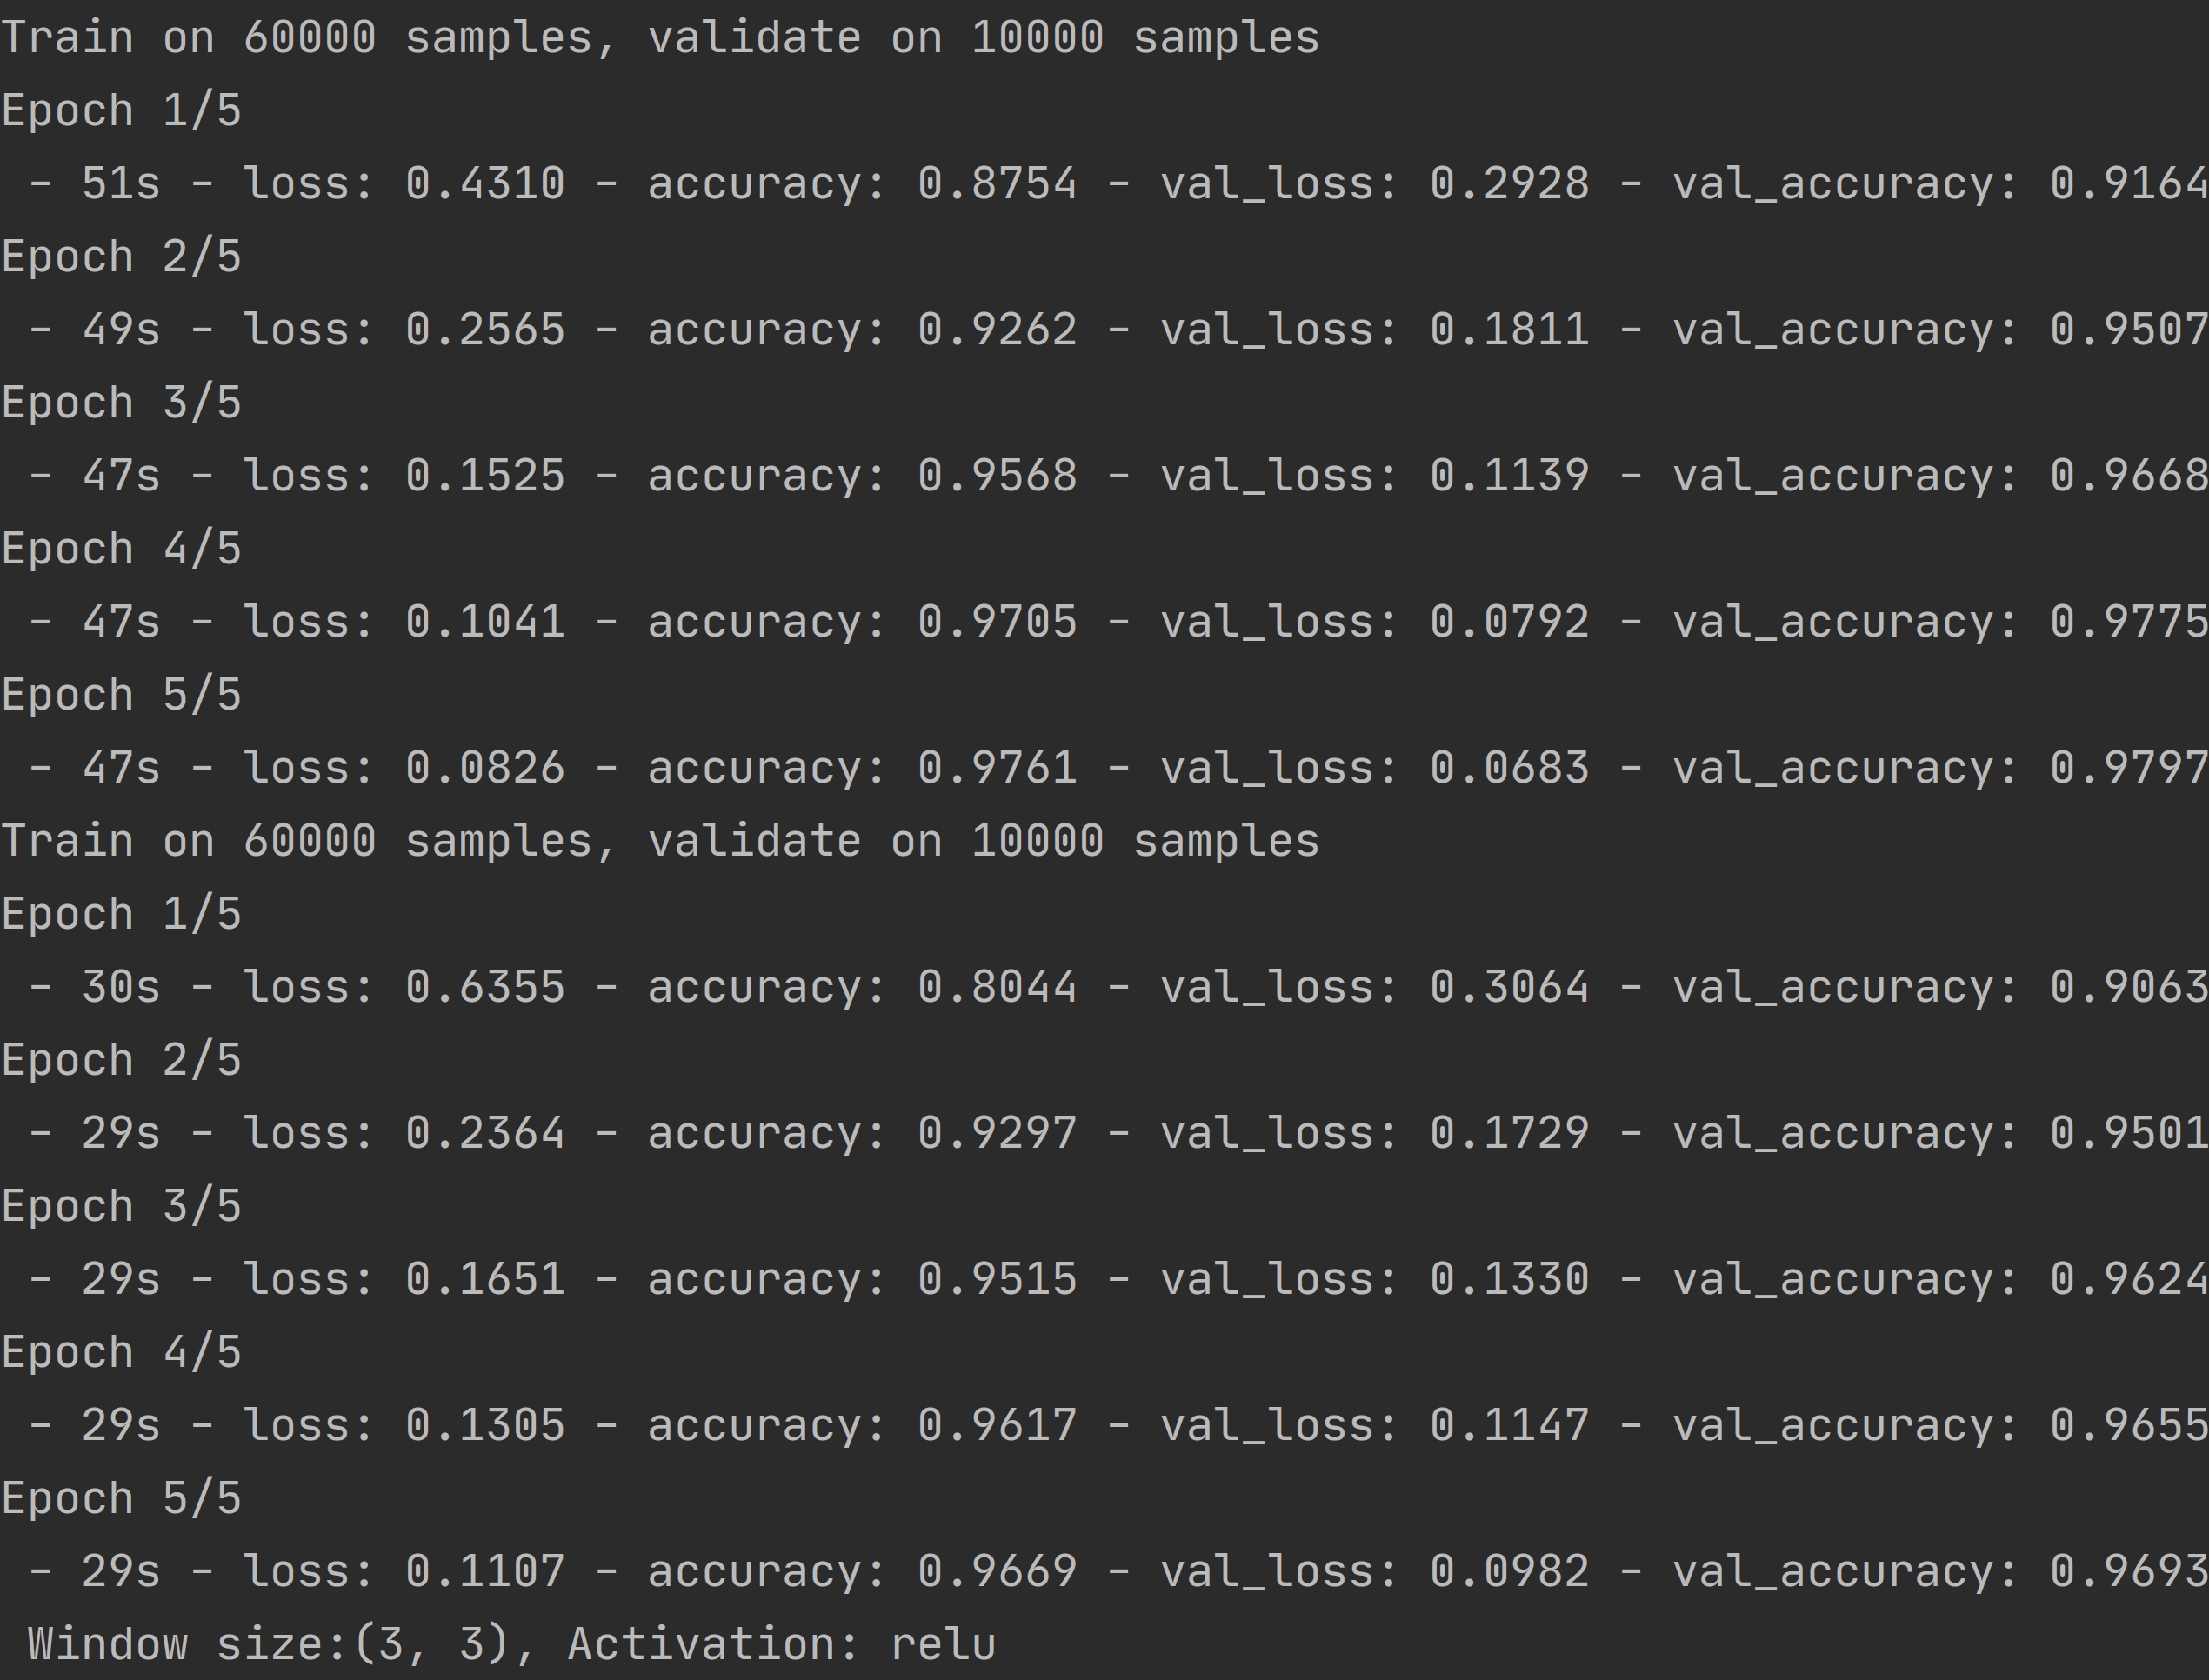 Train on 60000 samples, validate on 10000 samples
Epoch 1/5
 - 51s - loss: 0.4310 - accuracy: 0.8754 - val_loss: 0.2928 - val_accuracy: 0.9164
Epoch 2/5
 - 49s - loss: 0.2565 - accuracy: 0.9262 - val_loss: 0.1811 - val_accuracy: 0.9507
Epoch 3/5
 - 47s - loss: 0.1525 - accuracy: 0.9568 - val_loss: 0.1139 - val_accuracy: 0.9668
Epoch 4/5
 - 47s - loss: 0.1041 - accuracy: 0.9705 - val_loss: 0.0792 - val_accuracy: 0.9775
Epoch 5/5
 - 47s - loss: 0.0826 - accuracy: 0.9761 - val_loss: 0.0683 - val_accuracy: 0.9797
Train on 60000 samples, validate on 10000 samples
Epoch 1/5
 - 30s - loss: 0.6355 - accuracy: 0.8044 - val_loss: 0.3064 - val_accuracy: 0.9063
Epoch 2/5
 - 29s - loss: 0.2364 - accuracy: 0.9297 - val_loss: 0.1729 - val_accuracy: 0.9501
Epoch 3/5
 - 29s - loss: 0.1651 - accuracy: 0.9515 - val_loss: 0.1330 - val_accuracy: 0.9624
Epoch 4/5
 - 29s - loss: 0.1305 - accuracy: 0.9617 - val_loss: 0.1147 - val_accuracy: 0.9655
Epoch 5/5
 - 29s - loss: 0.1107 - accuracy: 0.9669 - val_loss: 0.0982 - val_accuracy: 0.9693
 Window size:(3, 3), Activation: relu